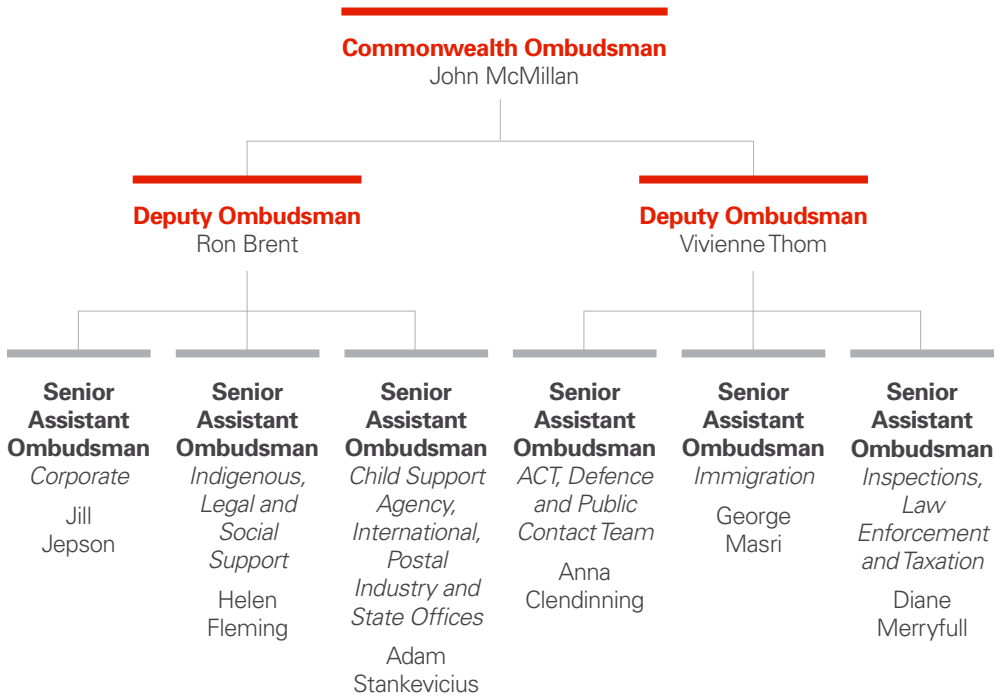 Commonwealth Ombudsman
John McMillan
Deputy Ombudsman
Ron Brent
Deputy Ombudsman
Vivienne Thom
Senior
Assistant
Ombudsman
Corporate
Jill
Jepson
Senior
Assistant
Ombudsman
Indigenous,
Legal and
Social
Support
Helen
Fleming
Senior
Assistant
Ombudsman
Child Support
Agency,
International,
Postal
Industry and
State Offices
Adam
Stankevicius
Senior
Assistant
Ombudsman
ACT, Defence
and Public
Contact Team
Anna
Clendinning
Senior
Assistant
Ombudsman
Immigration
George
Masri
Senior
Assistant
Ombudsman
Inspections,
Law
Enforcement
and Taxation
Diane
Merryfull